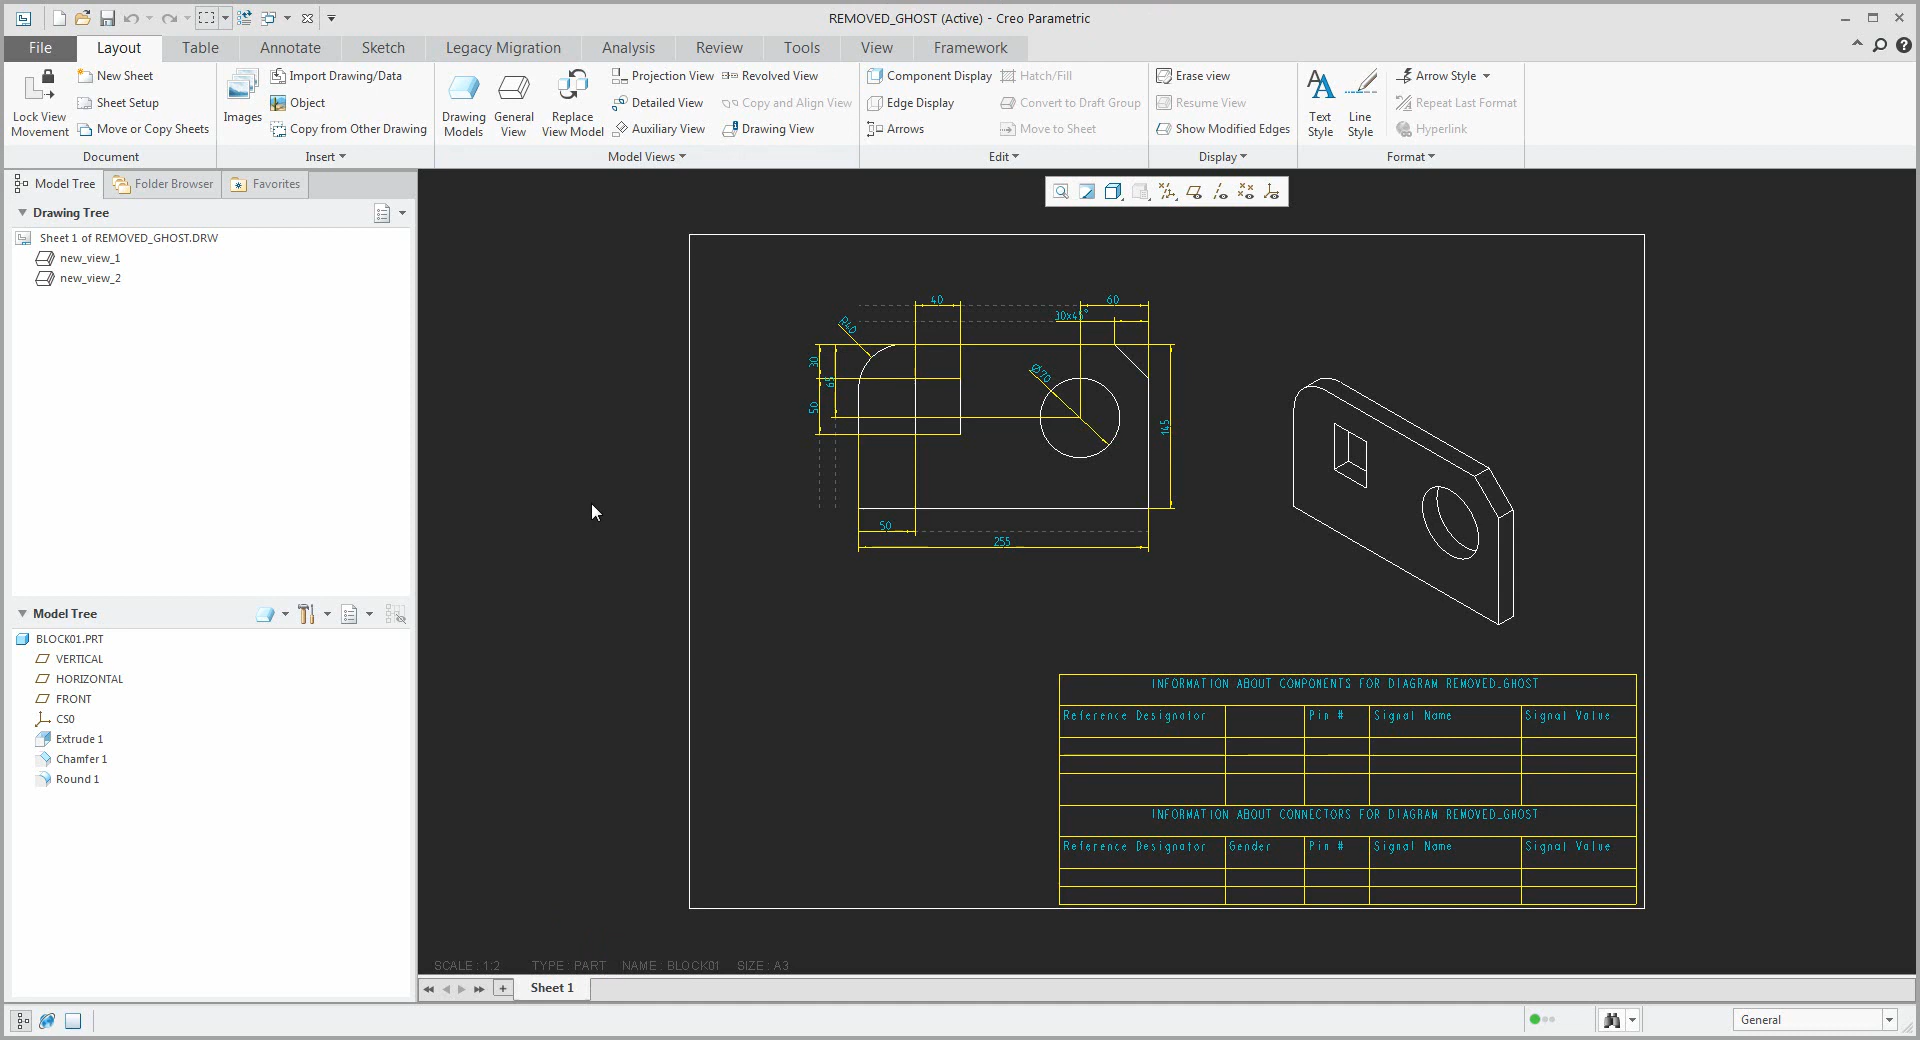 REMOVED_GHOST (Active) - Creo Parametric
File Layout Table Annotate Sketch Legacy Migration Analysis Review Tools View Framework
Lock View Movement
New Sheet
Sheet Setup
Move or Copy Sheets
Document
Images
Import Drawing/Data
Object
Copy from Other Drawing
Insert
Drawing Models
General View
Replace View Model
Projection View
Detailed View
Auxiliary View
Revolved View
Copy and Align View
Drawing View
Model Views
Component Display
Edge Display
Arrows
Hatch/Fill
Convert to Draft Group
Move to Sheet
Edit
Erase view
Resume View
Show Modified Edges
Display
Text Style
Line Style
Arrow Style
Repeat Last Format
Hyperlink
Format
Model Tree Folder Browser Favorites
Drawing Tree
Sheet 1 of REMOVED_GHOST.DRW
new_view_1
new_view_2
Model Tree
BLOCK01.PRT
VERTICAL
HORIZONTAL
FRONT
CS0
Extrude 1
Chamfer 1
Round 1
40
60
30x45°
R40
30
65
50
Ø70
145
50
255
INFORMATION ABOUT COMPONENTS FOR DIAGRAM REMOVED_GHOST
Reference Designator Pin # Signal Name Signal Value
INFORMATION ABOUT CONNECTORS FOR DIAGRAM REMOVED_GHOST
Reference Designator Gender Pin # Signal Name Signal Value
SCALE : 1:2 TYPE : PART NAME : BLOCK01 SIZE : A3
Sheet 1
General